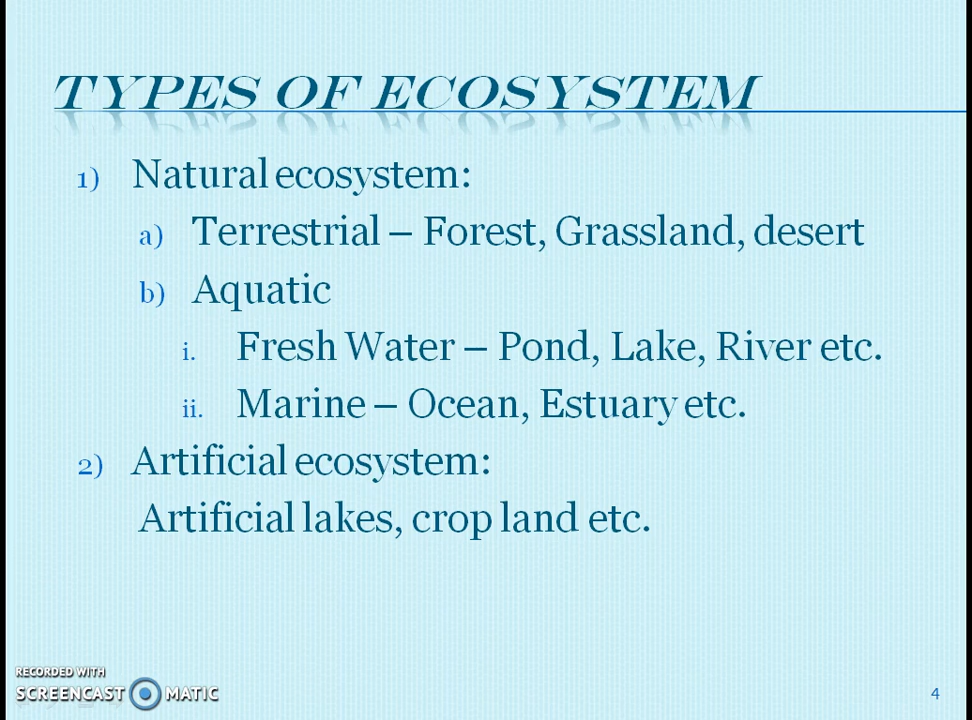 TYPES OF ECOSYSTEM
1) Natural ecosystem:
a) Terrestrial – Forest, Grassland, desert
b) Aquatic
i. Fresh Water – Pond, Lake, River etc.
ii. Marine – Ocean, Estuary etc.
2) Artificial ecosystem:
Artificial lakes, crop land etc.
RECORDED WITH
SCREENCAST MATIC
4